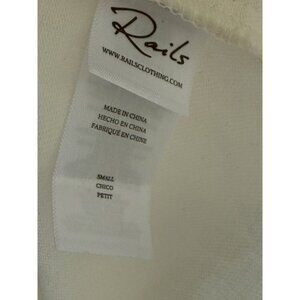 Rails
WWW.RAILSCLOTHING.COM
MADE IN CHINA
HECHO EN CHINA
FABRIQUÉ EN CHINE
SMALL
CHICO
PETIT